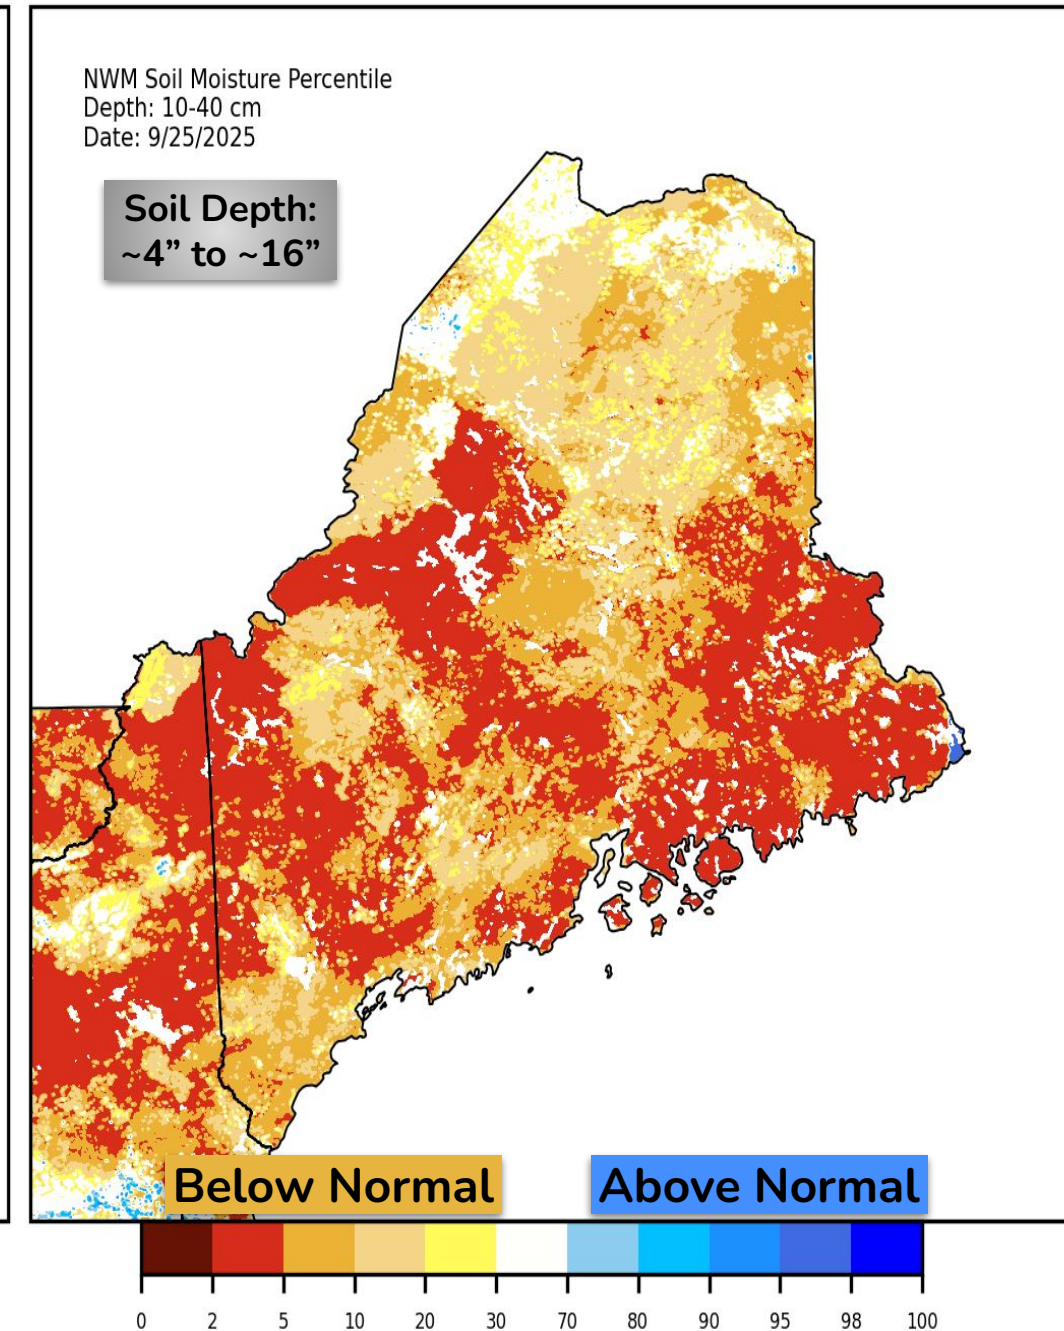 NWM Soil Moisture Percentile
Depth: 10-40 cm
Date: 9/25/2025
Soil Depth:
~4” to ~16”
Below Normal
Above Normal
0 2 5 10 20 30 70 80 90 95 98 100